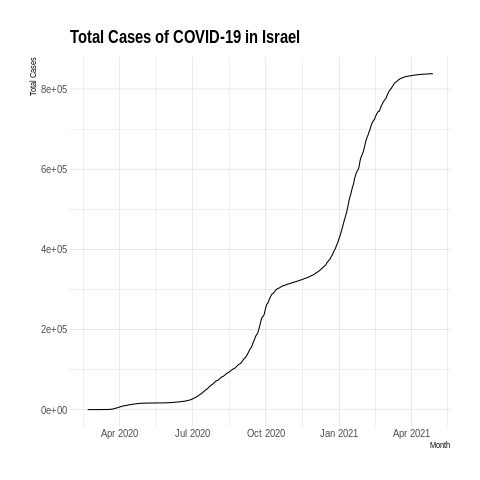 Total Cases of COVID-19 in Israel
Total Cases
8e+05
6e+05
4e+05
2e+05
0e+00
Apr 2020 Jul 2020 Oct 2020 Jan 2021 Apr 2021
Month